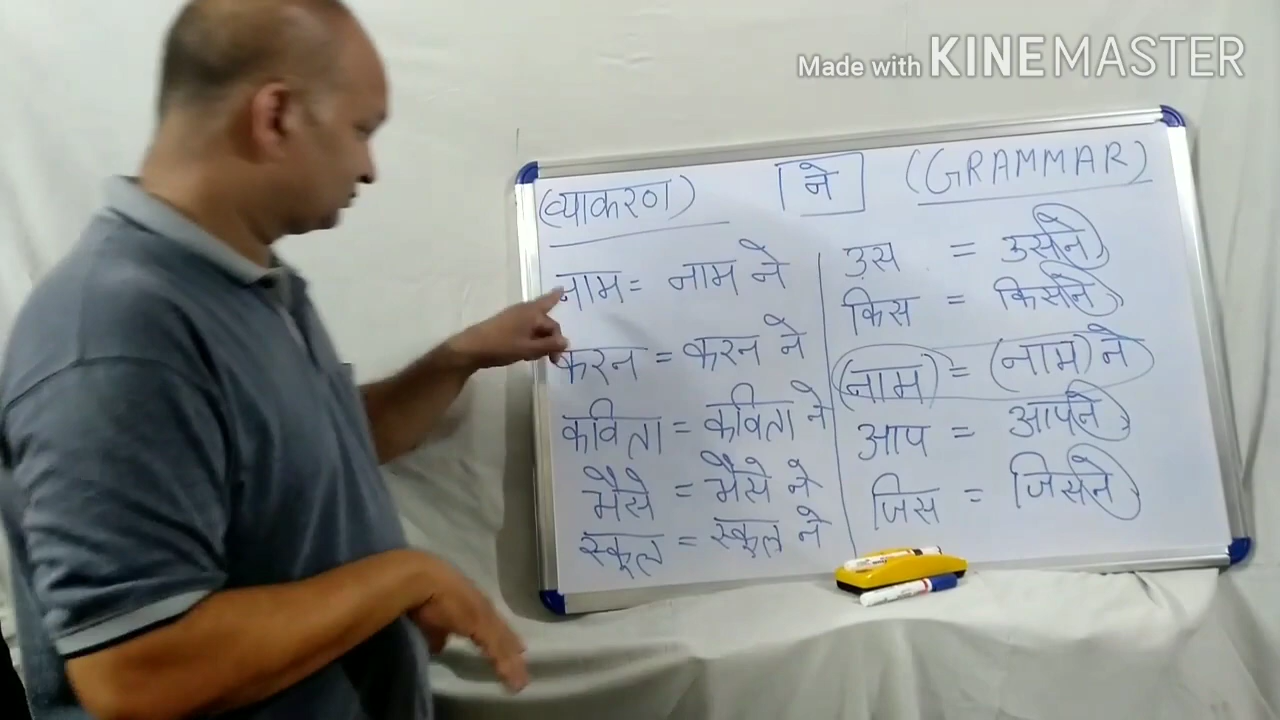 Made with KINEMASTER
(व्याकरण) ने (GRAMMAR)
नाम = नाम ने
करन = करन ने
कविता = कविता ने
मैसे = मैसे ने
स्कूल = स्कूल ने
उस = उसने
किस = किसने
(नाम) = (नाम) ने
आप = आपने
जिस = जिसने